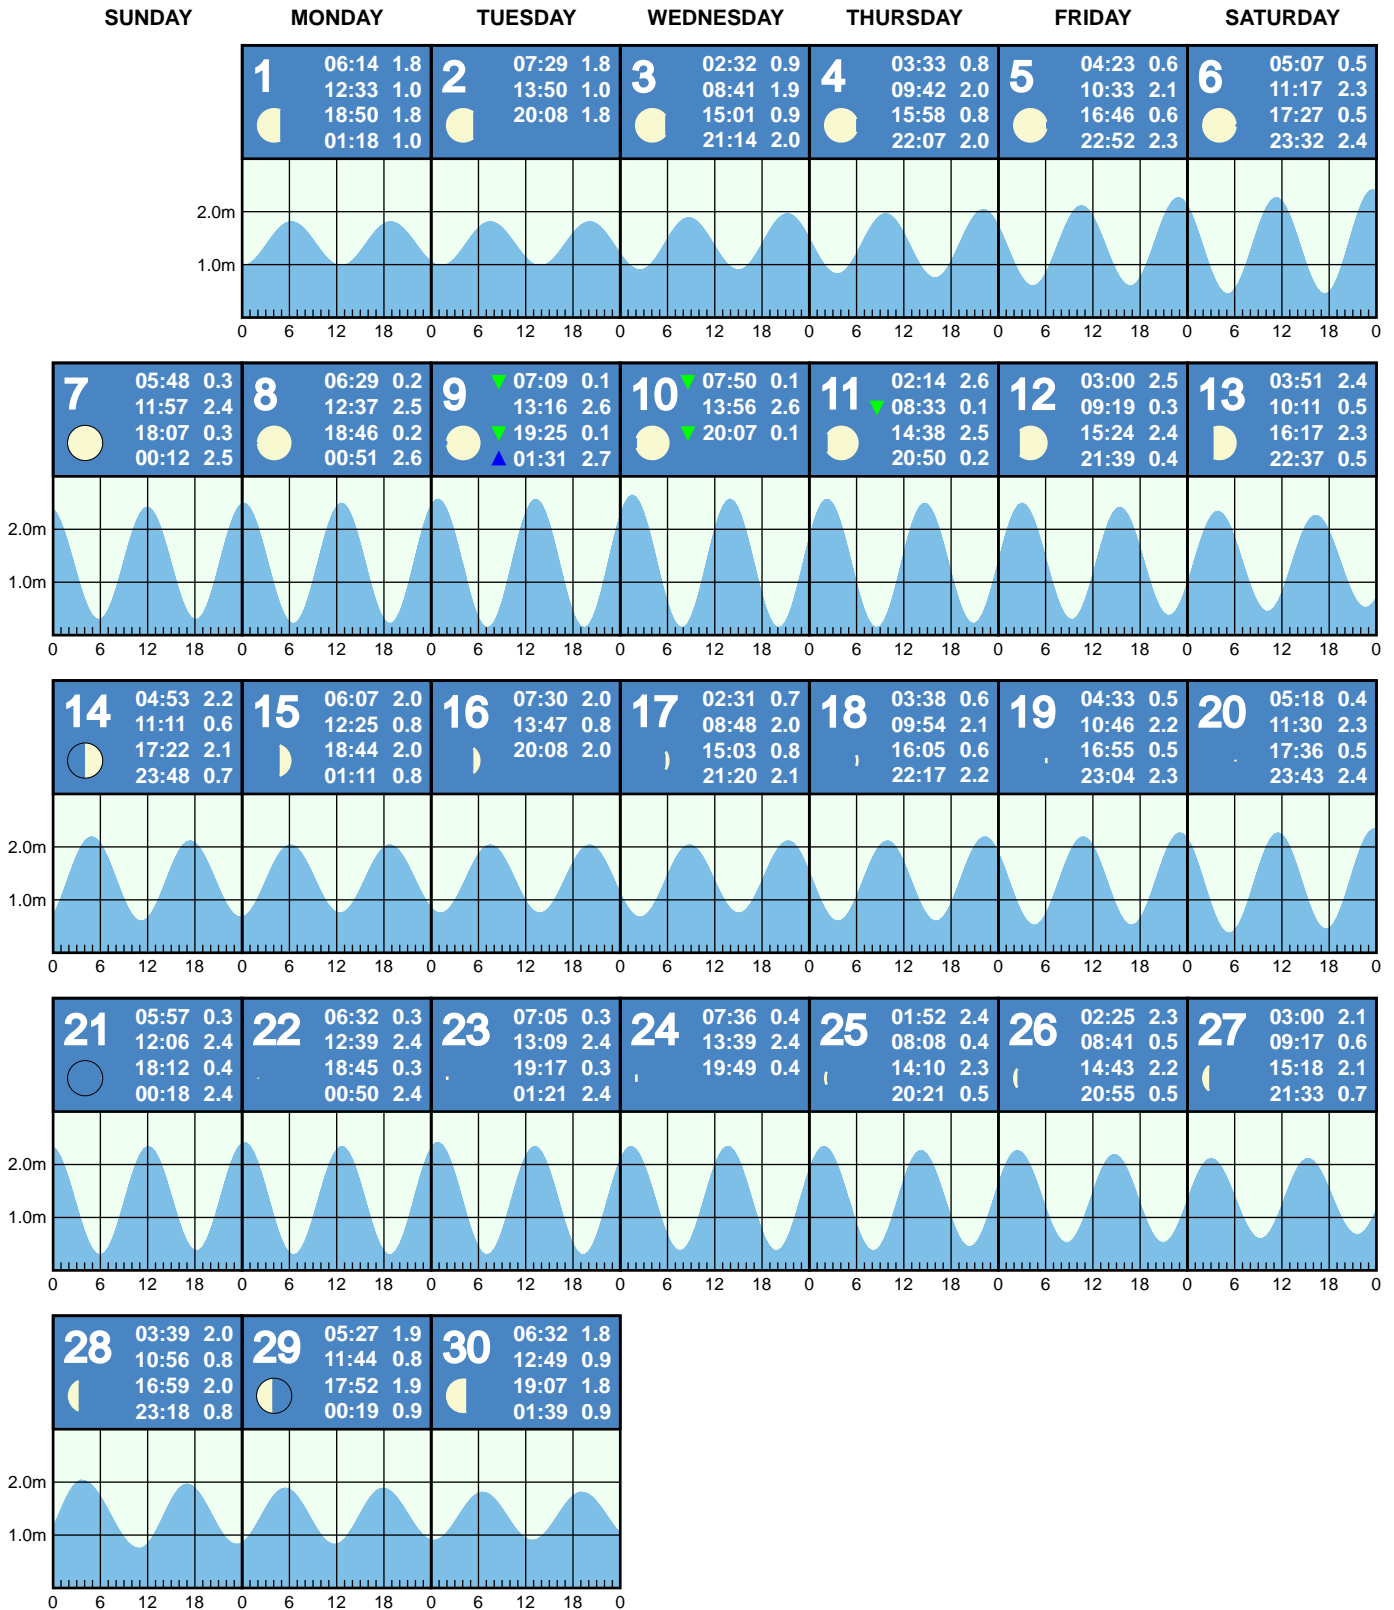 SUNDAY MONDAY TUESDAY WEDNESDAY THURSDAY FRIDAY SATURDAY
1 06:14 1.8
12:33 1.0
18:50 1.8
01:18 1.0
2 07:29 1.8
13:50 1.0
20:08 1.8
3 02:32 0.9
08:41 1.9
15:01 0.9
21:14 2.0
4 03:33 0.8
09:42 2.0
15:58 0.8
22:07 2.0
5 04:23 0.6
10:33 2.1
16:46 0.6
22:52 2.3
6 05:07 0.5
11:17 2.3
17:27 0.5
23:32 2.4
2.0m
1.0m
0 6 12 18 0 6 12 18 0 6 12 18 0 6 12 18 0 6 12 18 0 6 12 18 0
7 05:48 0.3
11:57 2.4
18:07 0.3
00:12 2.5
8 06:29 0.2
12:37 2.5
18:46 0.2
00:51 2.6
9 07:09 0.1
13:16 2.6
19:25 0.1
01:31 2.7
10 07:50 0.1
13:56 2.6
20:07 0.1
11 02:14 2.6
08:33 0.1
14:38 2.5
20:50 0.2
12 03:00 2.5
09:19 0.3
15:24 2.4
21:39 0.4
13 03:51 2.4
10:11 0.5
16:17 2.3
22:37 0.5
2.0m
1.0m
0 6 12 18 0 6 12 18 0 6 12 18 0 6 12 18 0 6 12 18 0 6 12 18 0 6 12 18 0
14 04:53 2.2
11:11 0.6
17:22 2.1
23:48 0.7
15 06:07 2.0
12:25 0.8
18:44 2.0
01:11 0.8
16 07:30 2.0
13:47 0.8
20:08 2.0
17 02:31 0.7
08:48 2.0
15:03 0.8
21:20 2.1
18 03:38 0.6
09:54 2.1
16:05 0.6
22:17 2.2
19 04:33 0.5
10:46 2.2
16:55 0.5
23:04 2.3
20 05:18 0.4
11:30 2.3
17:36 0.5
23:43 2.4
2.0m
1.0m
0 6 12 18 0 6 12 18 0 6 12 18 0 6 12 18 0 6 12 18 0 6 12 18 0 6 12 18 0
21 05:57 0.3
12:06 2.4
18:12 0.4
00:18 2.4
22 06:32 0.3
12:39 2.4
18:45 0.3
00:50 2.4
23 07:05 0.3
13:09 2.4
19:17 0.3
01:21 2.4
24 07:36 0.4
13:39 2.4
19:49 0.4
25 01:52 2.4
08:08 0.4
14:10 2.3
20:21 0.5
26 02:25 2.3
08:41 0.5
14:43 2.2
20:55 0.5
27 03:00 2.1
09:17 0.6
15:18 2.1
21:33 0.7
2.0m
1.0m
0 6 12 18 0 6 12 18 0 6 12 18 0 6 12 18 0 6 12 18 0 6 12 18 0 6 12 18 0
28 03:39 2.0
10:56 0.8
16:59 2.0
23:18 0.8
29 05:27 1.9
11:44 0.8
17:52 1.9
00:19 0.9
30 06:32 1.8
12:49 0.9
19:07 1.8
01:39 0.9
2.0m
1.0m
0 6 12 18 0 6 12 18 0 6 12 18 0